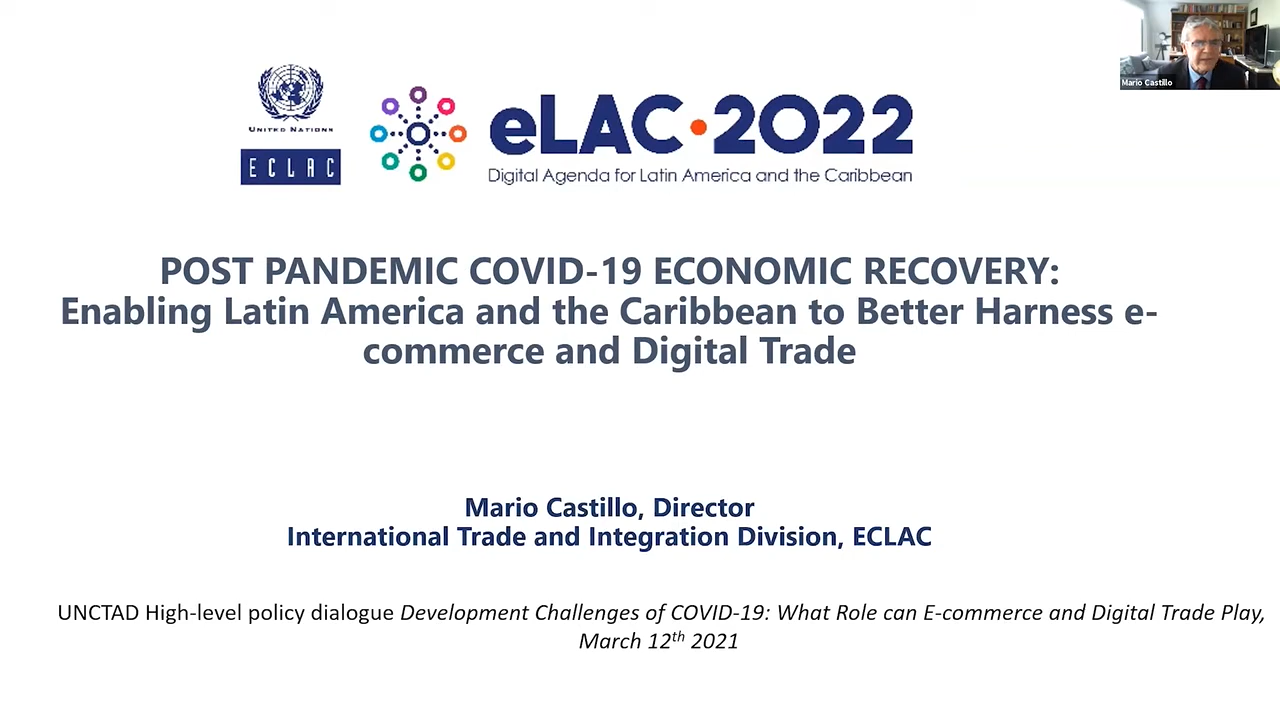 Mario Castillo
UNITED NATIONS
ECLAC
eLAC•2022
Digital Agenda for Latin America and the Caribbean
POST PANDEMIC COVID-19 ECONOMIC RECOVERY:
Enabling Latin America and the Caribbean to Better Harness e-
commerce and Digital Trade
Mario Castillo, Director
International Trade and Integration Division, ECLAC
UNCTAD High-level policy dialogue Development Challenges of COVID-19: What Role can E-commerce and Digital Trade Play,
March 12th 2021